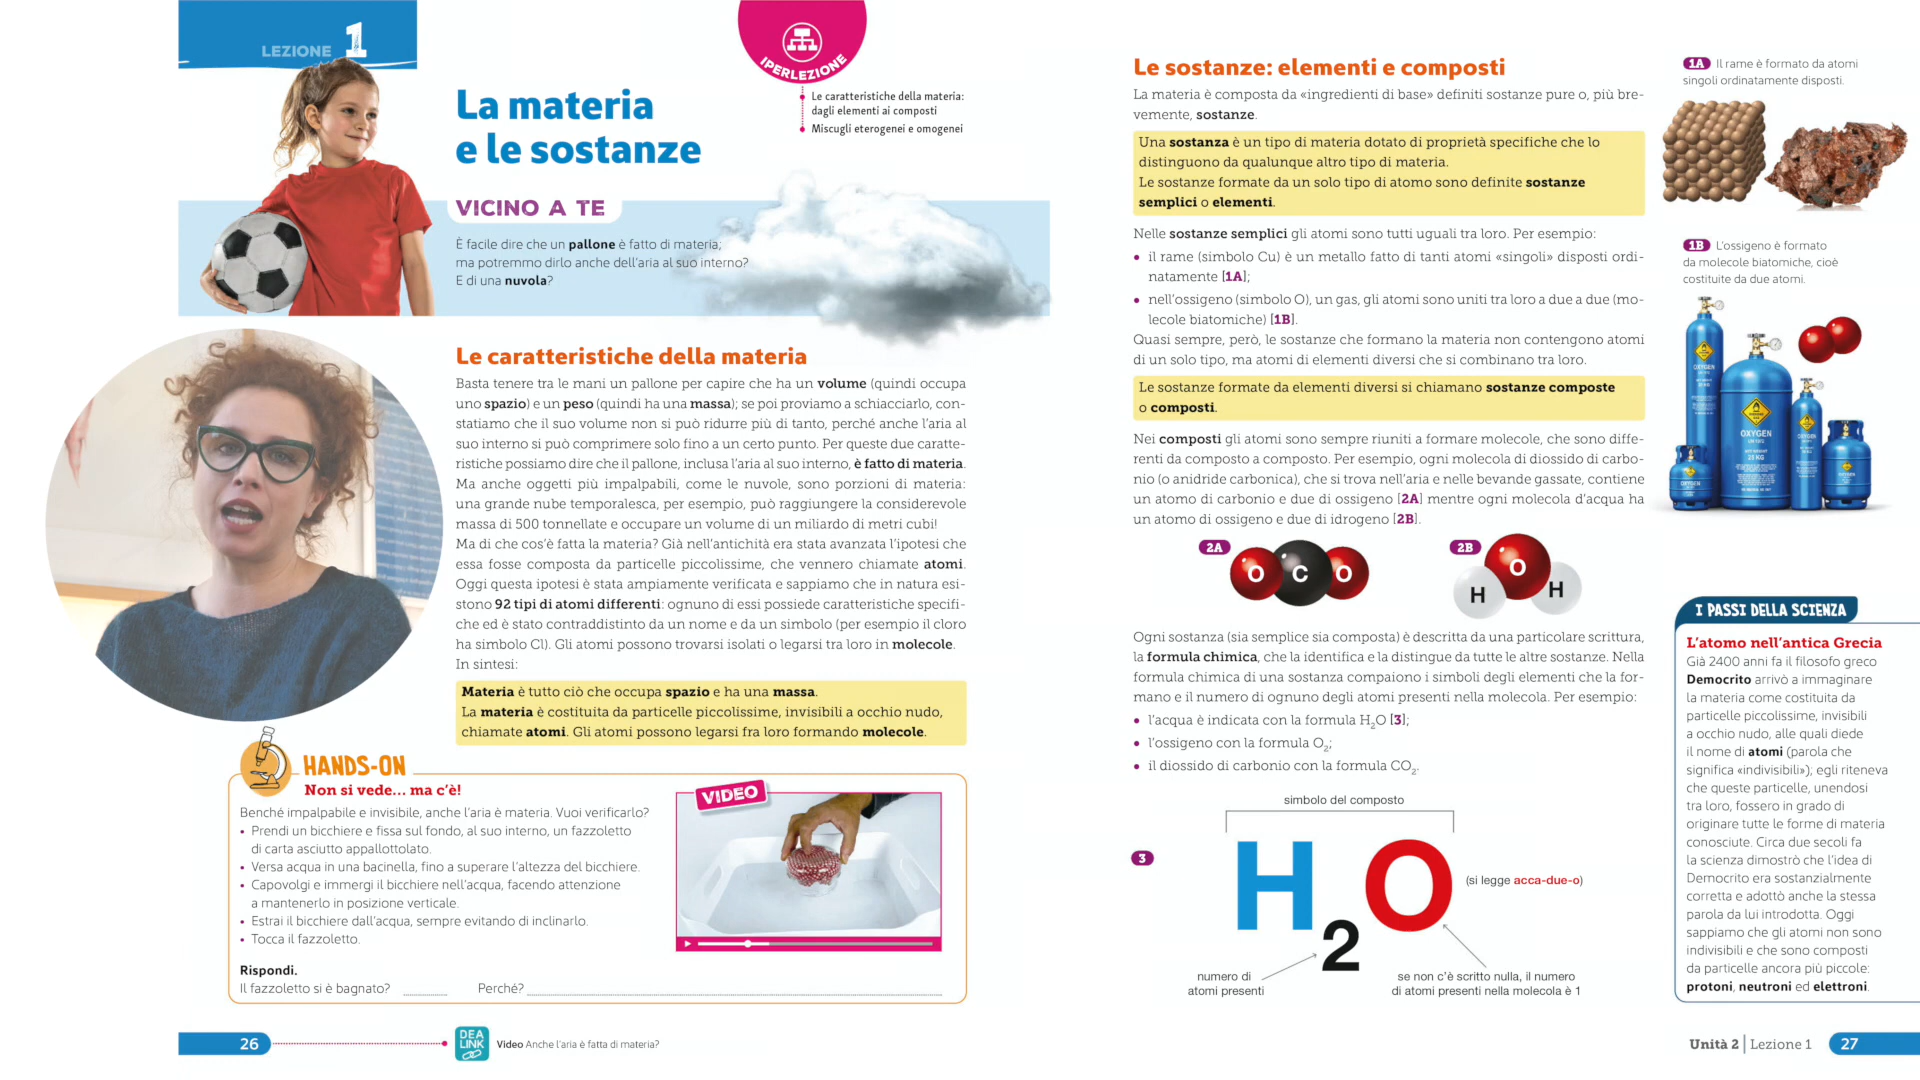 LEZIONE 1
IPERLEZIONE
Le caratteristiche della materia:
dagli elementi ai composti
Miscugli eterogenei e omogenei
La materia
e le sostanze
VICINO A TE
È facile dire che un pallone è fatto di materia;
ma potremmo dirlo anche dell'aria al suo interno?
E di una nuvola?
Le caratteristiche della materia
Basta tenere tra le mani un pallone per capire che ha un volume (quindi occupa
uno spazio) e un peso (quindi ha una massa); se poi proviamo a schiacciarlo, con-
statiamo che il suo volume non si può ridurre più di tanto, perché anche l'aria al
suo interno si può comprimere solo fino a un certo punto. Per queste due caratte-
ristiche possiamo dire che il pallone, inclusa l'aria al suo interno, è fatto di materia.
Ma anche oggetti più impalpabili, come le nuvole, sono porzioni di materia:
una grande nube temporalesca, per esempio, può raggiungere la considerevole
massa di 500 tonnellate e occupare un volume di un miliardo di metri cubi!
Ma di che cos'è fatta la materia? Già nell'antichità era stata avanzata l'ipotesi che
essa fosse composta da particelle piccolissime, che vennero chiamate atomi.
Oggi questa ipotesi è stata ampiamente verificata e sappiamo che in natura esi-
stono 92 tipi di atomi differenti: ognuno di essi possiede caratteristiche specifi-
che ed è stato contraddistinto da un nome e da un simbolo (per esempio il cloro
ha simbolo Cl). Gli atomi possono trovarsi isolati o legarsi tra loro in molecole.
In sintesi:
Materia è tutto ciò che occupa spazio e ha una massa.
La materia è costituita da particelle piccolissime, invisibili a occhio nudo,
chiamate atomi. Gli atomi possono legarsi fra loro formando molecole.
HANDS-ON
Non si vede... ma c'è!
Benché impalpabile e invisibile, anche l'aria è materia. Vuoi verificarlo?
• Prendi un bicchiere e fissa sul fondo, al suo interno, un fazzoletto
di carta asciutto appallottolato.
• Versa acqua in una bacinella, fino a superare l'altezza del bicchiere.
• Capovolgi e immergi il bicchiere nell'acqua, facendo attenzione
a mantenerlo in posizione verticale.
• Estrai il bicchiere dall'acqua, sempre evitando di inclinarlo.
• Tocca il fazzoletto.
Rispondi.
Il fazzoletto si è bagnato? Perché?
VIDEO
26
DEA LINK
Video Anche l'aria è fatta di materia?
Le sostanze: elementi e composti
La materia è composta da «ingredienti di base» definiti sostanze pure o, più bre-
vemente, sostanze.
Una sostanza è un tipo di materia dotato di proprietà specifiche che lo
distinguono da qualunque altro tipo di materia.
Le sostanze formate da un solo tipo di atomo sono definite sostanze
semplici o elementi.
Nelle sostanze semplici gli atomi sono tutti uguali tra loro. Per esempio:
• il rame (simbolo Cu) è un metallo fatto di tanti atomi «singoli» disposti ordi-
natamente [1A];
• nell'ossigeno (simbolo O), un gas, gli atomi sono uniti tra loro a due a due (mo-
lecole biatomiche) [1B].
Quasi sempre, però, le sostanze che formano la materia non contengono atomi
di un solo tipo, ma atomi di elementi diversi che si combinano tra loro.
Le sostanze formate da elementi diversi si chiamano sostanze composte
o composti.
Nei composti gli atomi sono sempre riuniti a formare molecole, che sono diffe-
renti da composto a composto. Per esempio, ogni molecola di diossido di carbo-
nio (o anidride carbonica), che si trova nell'aria e nelle bevande gassate, contiene
un atomo di carbonio e due di ossigeno [2A] mentre ogni molecola d'acqua ha
un atomo di ossigeno e due di idrogeno [2B].
2A
O C O
2B
H O H
Ogni sostanza (sia semplice sia composta) è descritta da una particolare scrittura,
la formula chimica, che la identifica e la distingue da tutte le altre sostanze. Nella
formula chimica di una sostanza compaiono i simboli degli elementi che la for-
mano e il numero di ognuno degli atomi presenti nella molecola. Per esempio:
• l'acqua è indicata con la formula H₂O [3];
• l'ossigeno con la formula O₂;
• il diossido di carbonio con la formula CO₂.
simbolo del composto
3
H₂O
(si legge acca-due-o)
numero di
atomi presenti
se non c'è scritto nulla, il numero
di atomi presenti nella molecola è 1
1A Il rame è formato da atomi
singoli ordinatamente disposti.
1B L'ossigeno è formato
da molecole biatomiche, cioè
costituite da due atomi.
OXYGEN
OXYGEN
OXYGEN
I PASSI DELLA SCIENZA
L'atomo nell'antica Grecia
Già 2400 anni fa il filosofo greco
Democrito arrivò a immaginare
la materia come costituita da
particelle piccolissime, invisibili
a occhio nudo, alle quali diede
il nome di atomi (parola che
significa «indivisibili»); egli riteneva
che queste particelle, unendosi
tra loro, fossero in grado di
originare tutte le forme di materia
conosciute. Circa due secoli fa
la scienza dimostrò che l'idea di
Democrito era sostanzialmente
corretta e adottò anche la stessa
parola da lui introdotta. Oggi
sappiamo che gli atomi non sono
indivisibili e che sono composti
da particelle ancora più piccole:
protoni, neutroni ed elettroni.
Unità 2 | Lezione 1 27